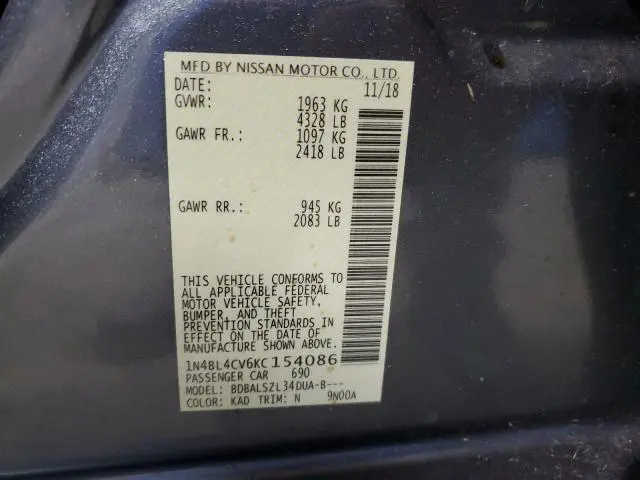 MFD BY NISSAN MOTOR CO., LTD.
DATE: 11/18
GVWR: 1963 KG
4328 LB
GAWR FR.: 1097 KG
2418 LB
GAWR RR.: 945 KG
2083 LB
THIS VEHICLE CONFORMS TO
ALL APPLICABLE FEDERAL
MOTOR VEHICLE SAFETY,
BUMPER, AND THEFT
PREVENTION STANDARDS IN
EFFECT ON THE DATE OF
MANUFACTURE SHOWN ABOVE.
1N4BL4CV6KC154086
PASSENGER CAR 690
MODEL: BDBALSZL34DUA-B---
COLOR: KAD TRIM: N 9N00A